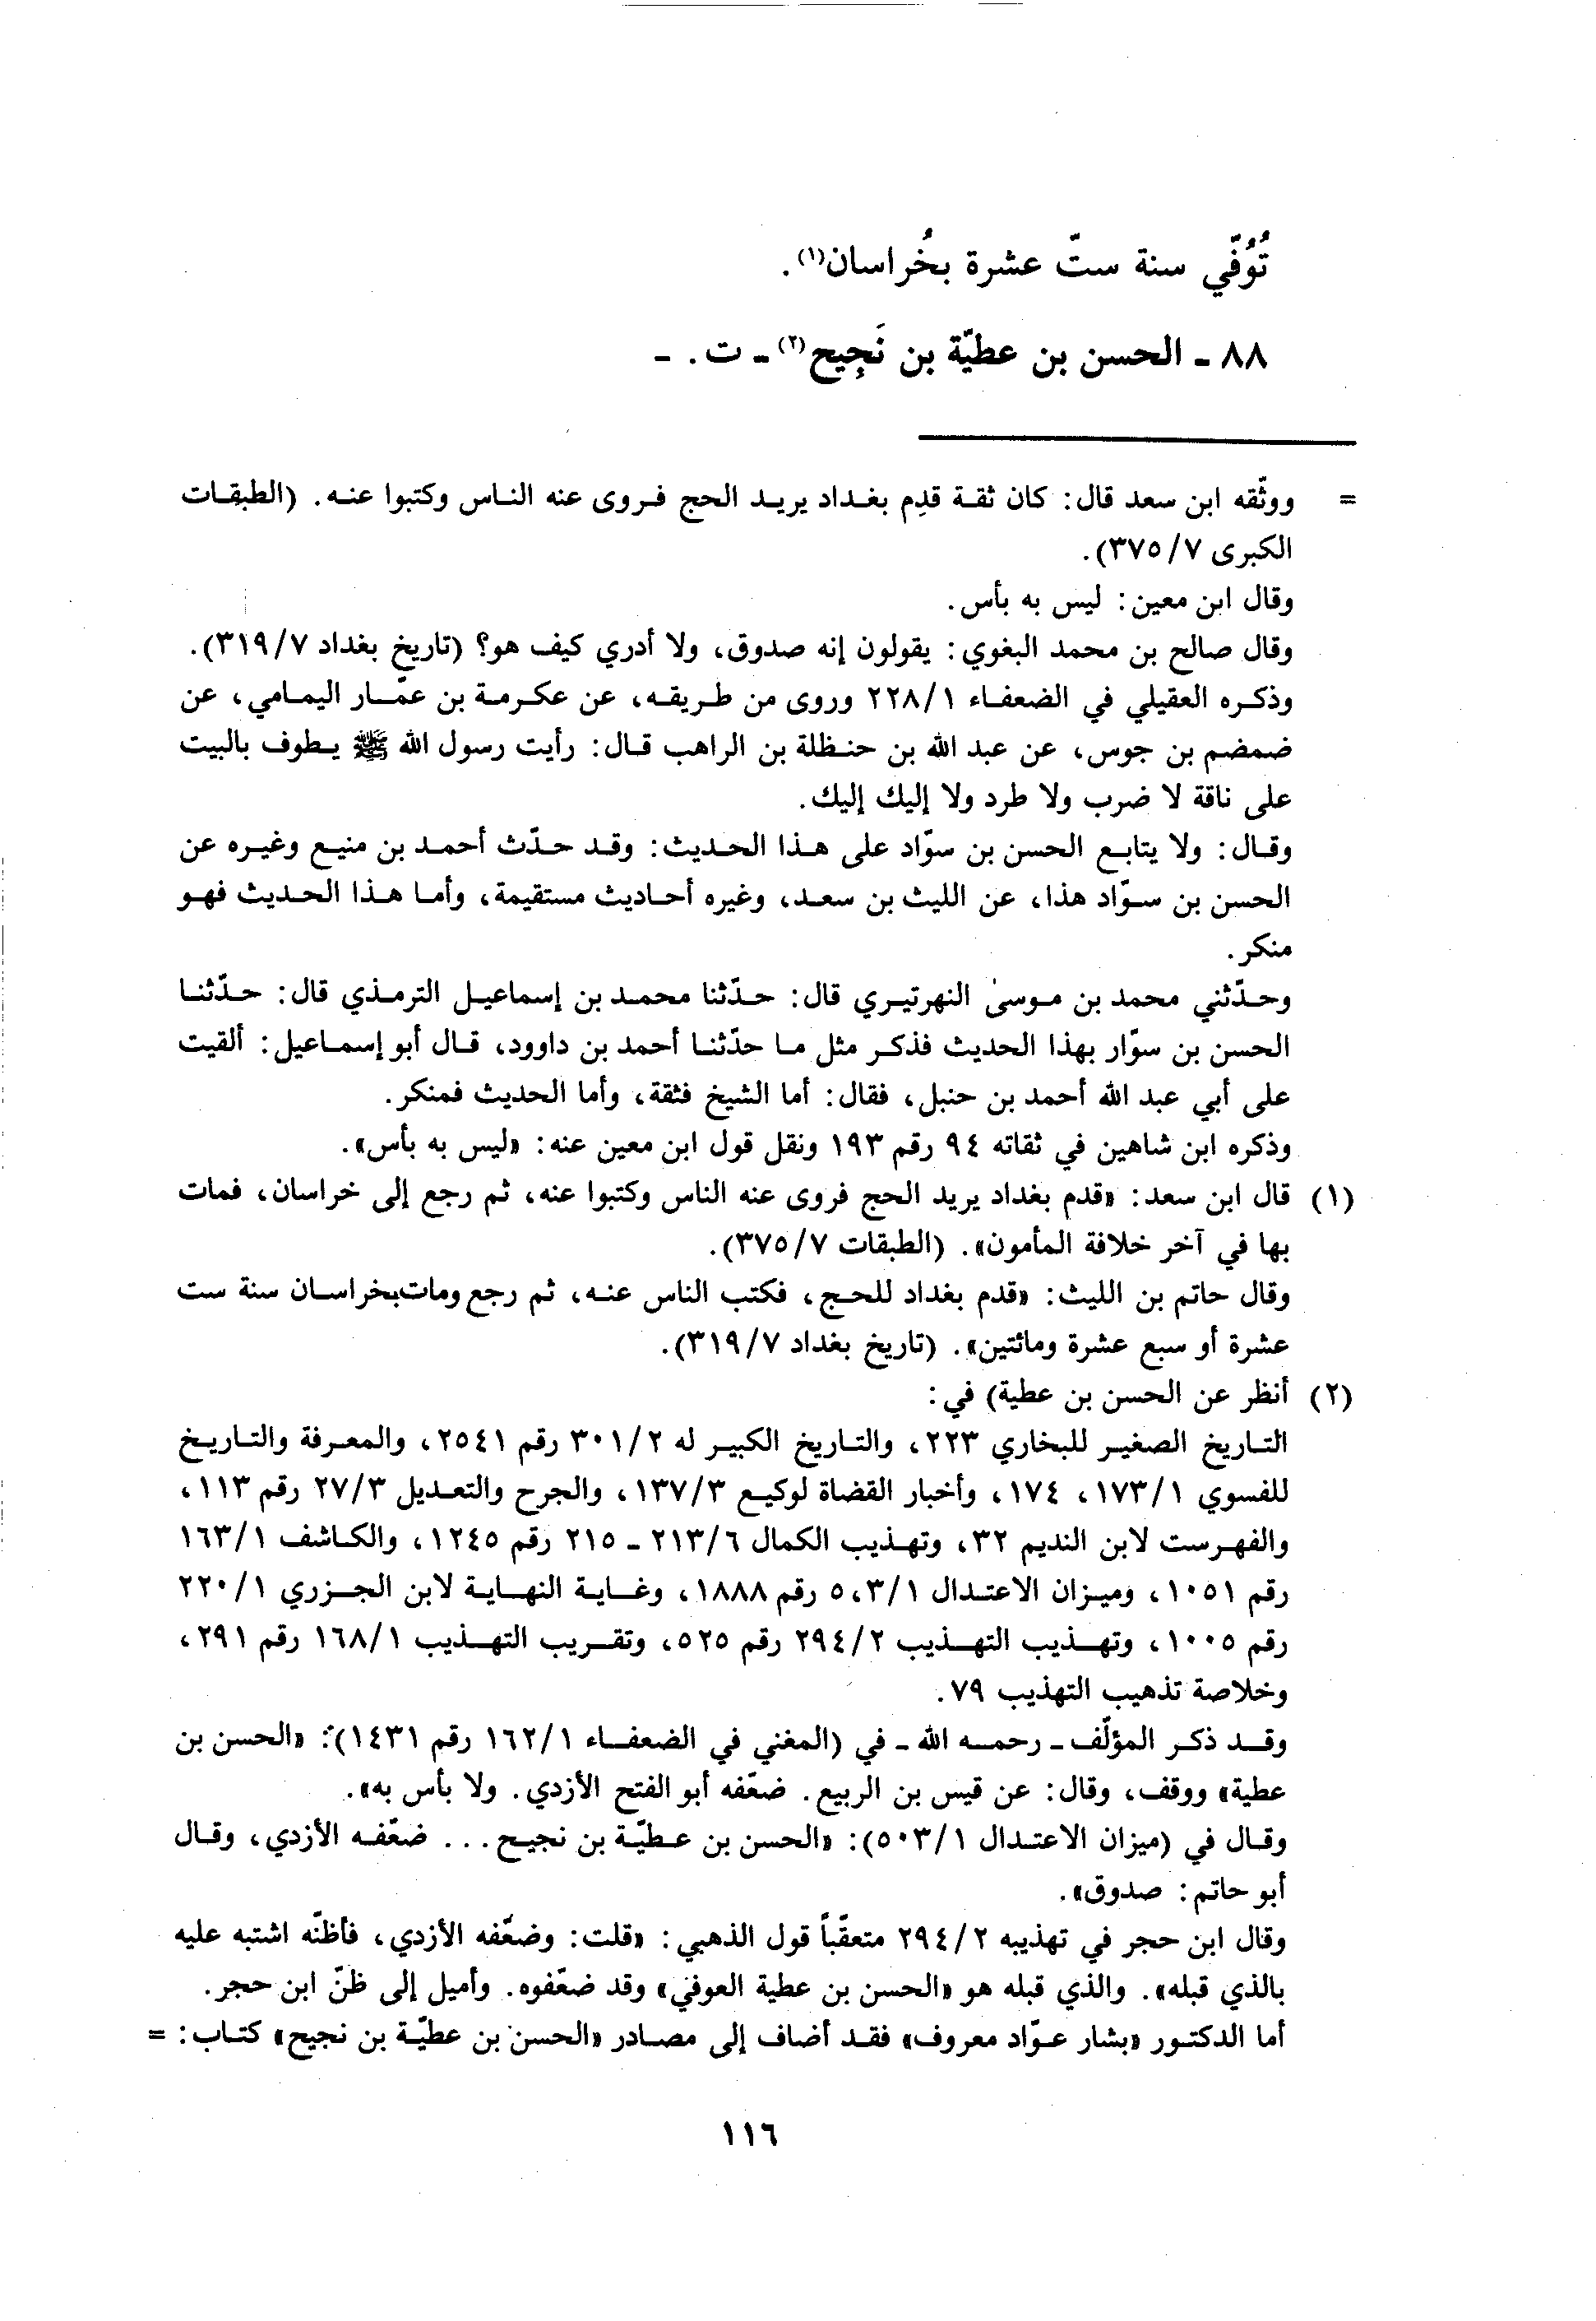 تُوُفّي سنة ستّ عشرة بخُراسان(١).
٨٨ ـ الحسن بن عطيّة بن نَجِيح(٢) ـ ت. ـ
= ووثّقه ابن سعد قال: كان ثقة قدِم بغداد يريد الحج فروى عنه الناس وكتبوا عنه. (الطبقات
الكبرى ٣٧٥/٧).
وقال ابن معين: ليس به بأس.
وقال صالح بن محمد البغوي: يقولون إنه صدوق، ولا أدري كيف هو؟ (تاريخ بغداد ٣١٩/٧).
وذكره العقيلي في الضعفاء ٢٢٨/١ وروى من طريقه، عن عكرمة بن عمّار اليمامي، عن
ضمضم بن جوس، عن عبد الله بن حنظلة بن الراهب قال: رأيت رسول الله ﷺ يطوف بالبيت
على ناقة لا ضرب ولا طرد ولا إليك إليك.
وقال: ولا يتابع الحسن بن سوّاد على هذا الحديث: وقد حدّث أحمد بن منيع وغيره عن
الحسن بن سوّاد هذا، عن الليث بن سعد، وغيره أحاديث مستقيمة، وأما هذا الحديث فهو
منكر.
وحدّثني محمد بن موسىٰ النهرتيري قال: حدّثنا محمد بن إسماعيل الترمذي قال: حدّثنا
الحسن بن سوّار بهذا الحديث فذكر مثل ما حدّثنا أحمد بن داوود، قال أبو إسماعيل: ألقيت
على أبي عبد الله أحمد بن حنبل، فقال: أما الشيخ فثقة، وأما الحديث فمنكر.
وذكره ابن شاهين في ثقاته ٩٤ رقم ١٩٣ ونقل قول ابن معين عنه: «ليس به بأس».
(١) قال ابن سعد: «قدم بغداد يريد الحج فروى عنه الناس وكتبوا عنه، ثم رجع إلى خراسان، فمات
بها في آخر خلافة المأمون». (الطبقات ٣٧٥/٧).
وقال حاتم بن الليث: «قدم بغداد للحج، فكتب الناس عنه، ثم رجع ومات بخراسان سنة ست
عشرة أو سبع عشرة ومائتين». (تاريخ بغداد ٣١٩/٧).
(٢) أنظر عن الحسن بن عطية) في:
التاريخ الصغير للبخاري ٢٢٣، والتاريخ الكبير له ٣٠١/٢ رقم ٢٥٤١، والمعرفة والتاريخ
للفسوي ١٧٣/١، ١٧٤، وأخبار القضاة لوكيع ١٣٧/٣، والجرح والتعديل ٢٧/٣ رقم ١١٣،
والفهرست لابن النديم ٣٢، وتهذيب الكمال ٢١٣/٦ ـ ٢١٥ رقم ١٢٤٥، والكاشف ١٦٣/١
رقم ١٠٥١، وميزان الاعتدال ٥،٣/١ رقم ١٨٨٨، وغاية النهاية لابن الجزري ٢٢٠/١
رقم ١٠٠٥، وتهذيب التهذيب ٢٩٤/٢ رقم ٥٢٥، وتقريب التهذيب ١٦٨/١ رقم ٢٩١،
وخلاصة تذهيب التهذيب ٧٩.
وقد ذكر المؤلّف ـ رحمه الله ـ في (المغني في الضعفاء ١٦٢/١ رقم ١٤٣١): «الحسن بن
عطية» ووقف، وقال: عن قيس بن الربيع. ضعّفه أبو الفتح الأزدي. ولا بأس به».
وقال في (ميزان الاعتدال ٥٠٣/١): «الحسن بن عطيّة بن نجيح... ضعّفه الأزدي، وقال
أبو حاتم: صدوق».
وقال ابن حجر في تهذيبه ٢٩٤/٢ متعقّباً قول الذهبي: «قلت: وضعّفه الأزدي، فأظنّه اشتبه عليه
بالذي قبله». والذي قبله هو «الحسن بن عطية العوفي» وقد ضعّفوه. وأميل إلى ظنّ ابن حجر.
أما الدكتور «بشار عوّاد معروف» فقد أضاف إلى مصادر «الحسن بن عطيّة بن نجيح» كتاب: =
١١٦